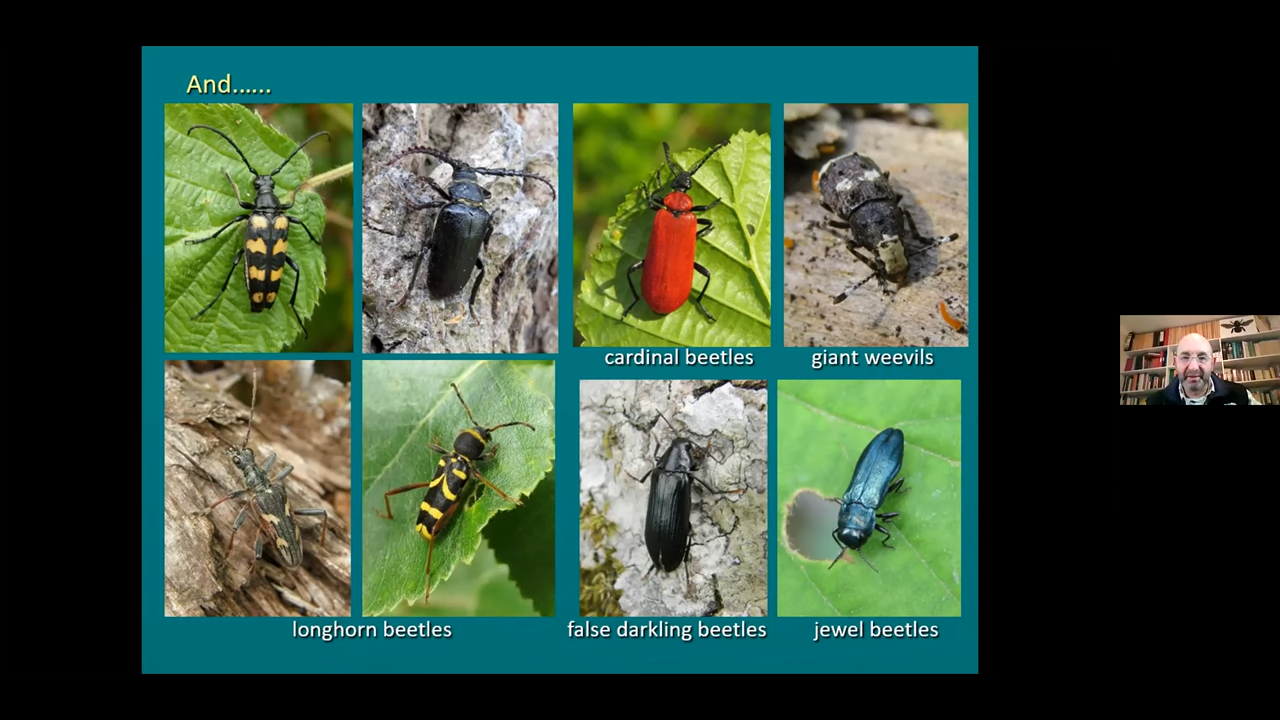 And......
cardinal beetles
giant weevils
longhorn beetles
false darkling beetles
jewel beetles